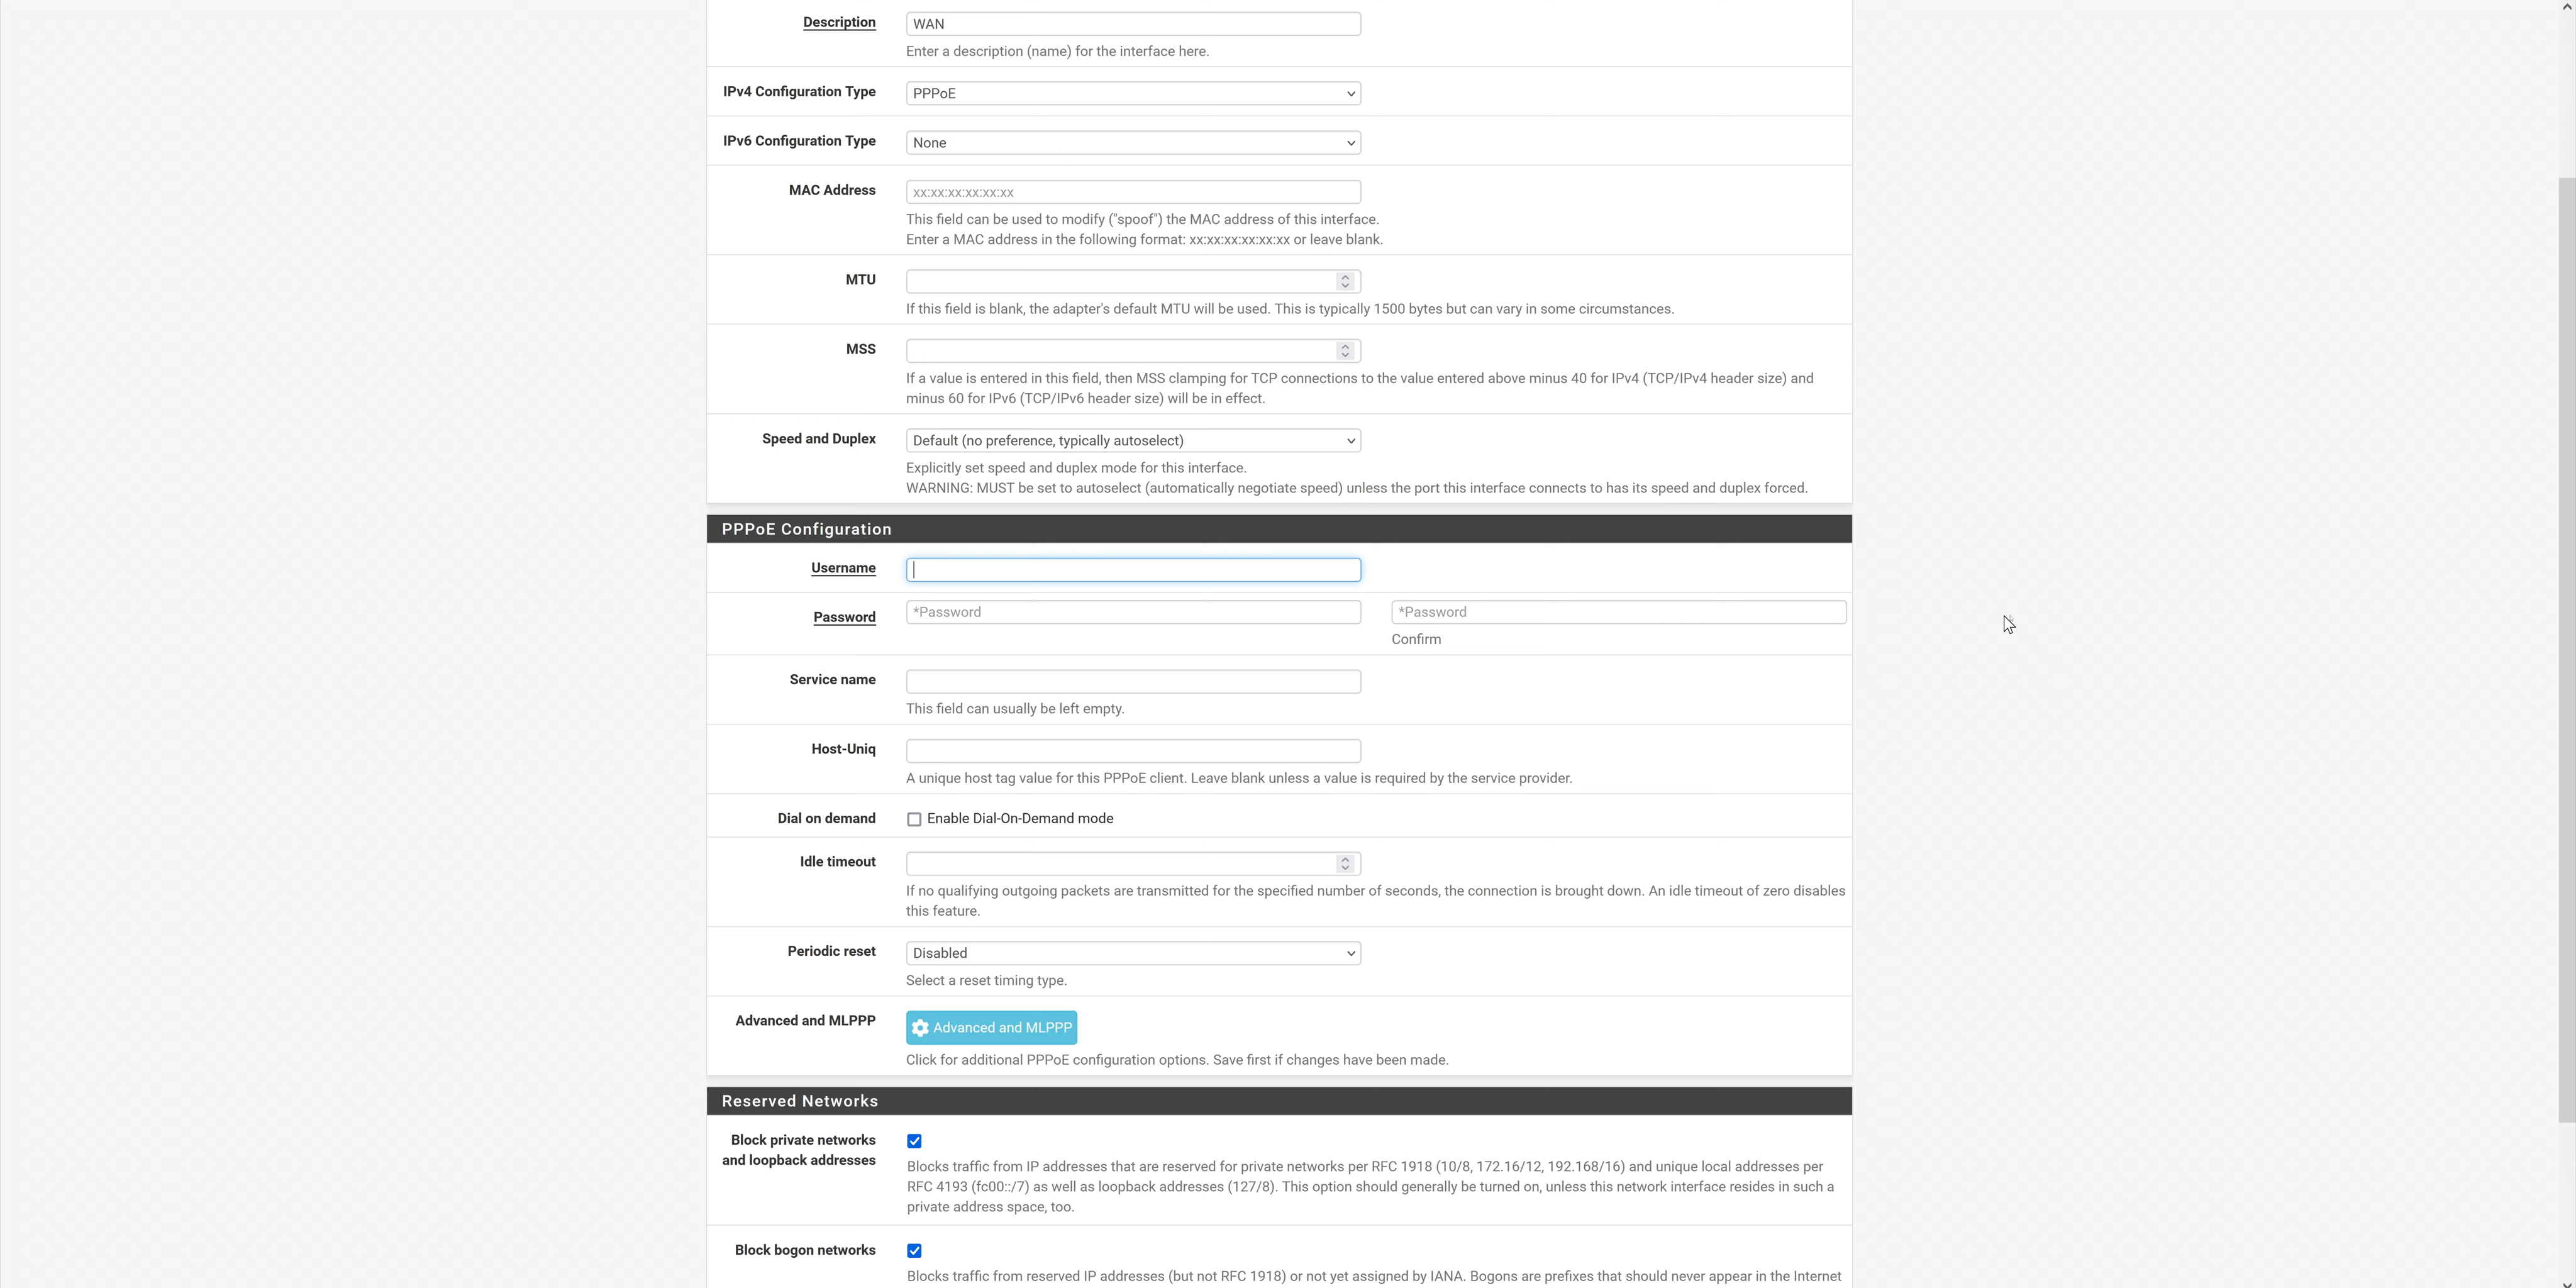 Description
WAN
Enter a description (name) for the interface here.
IPv4 Configuration Type
PPPoE
IPv6 Configuration Type
None
MAC Address
xx:xx:xx:xx:xx:xx
This field can be used to modify ("spoof") the MAC address of this interface.
Enter a MAC address in the following format: xx:xx:xx:xx:xx:xx or leave blank.
MTU
If this field is blank, the adapter's default MTU will be used. This is typically 1500 bytes but can vary in some circumstances.
MSS
If a value is entered in this field, then MSS clamping for TCP connections to the value entered above minus 40 for IPv4 (TCP/IPv4 header size) and
minus 60 for IPv6 (TCP/IPv6 header size) will be in effect.
Speed and Duplex
Default (no preference, typically autoselect)
Explicitly set speed and duplex mode for this interface.
WARNING: MUST be set to autoselect (automatically negotiate speed) unless the port this interface connects to has its speed and duplex forced.
PPPoE Configuration
Username
Password
*Password
*Password
Confirm
Service name
This field can usually be left empty.
Host-Uniq
A unique host tag value for this PPPoE client. Leave blank unless a value is required by the service provider.
Dial on demand
Enable Dial-On-Demand mode
Idle timeout
If no qualifying outgoing packets are transmitted for the specified number of seconds, the connection is brought down. An idle timeout of zero disables
this feature.
Periodic reset
Disabled
Select a reset timing type.
Advanced and MLPPP
Advanced and MLPPP
Click for additional PPPoE configuration options. Save first if changes have been made.
Reserved Networks
Block private networks
and loopback addresses
Blocks traffic from IP addresses that are reserved for private networks per RFC 1918 (10/8, 172.16/12, 192.168/16) and unique local addresses per
RFC 4193 (fc00::/7) as well as loopback addresses (127/8). This option should generally be turned on, unless this network interface resides in such a
private address space, too.
Block bogon networks
Blocks traffic from reserved IP addresses (but not RFC 1918) or not yet assigned by IANA. Bogons are prefixes that should never appear in the Internet